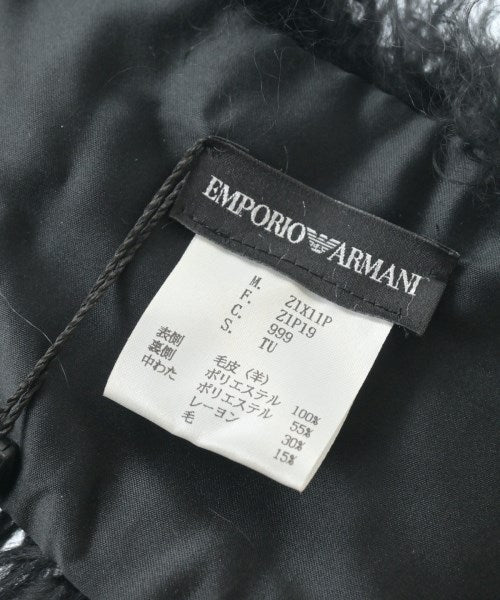 EMPORIO ARMANI
M. Z1X11P
F. Z1P19
C. 999
S. TU
表側 毛皮(羊) 100%
裏側 ポリエステル
中わた ポリエステル 55%
レーヨン 30%
毛 15%